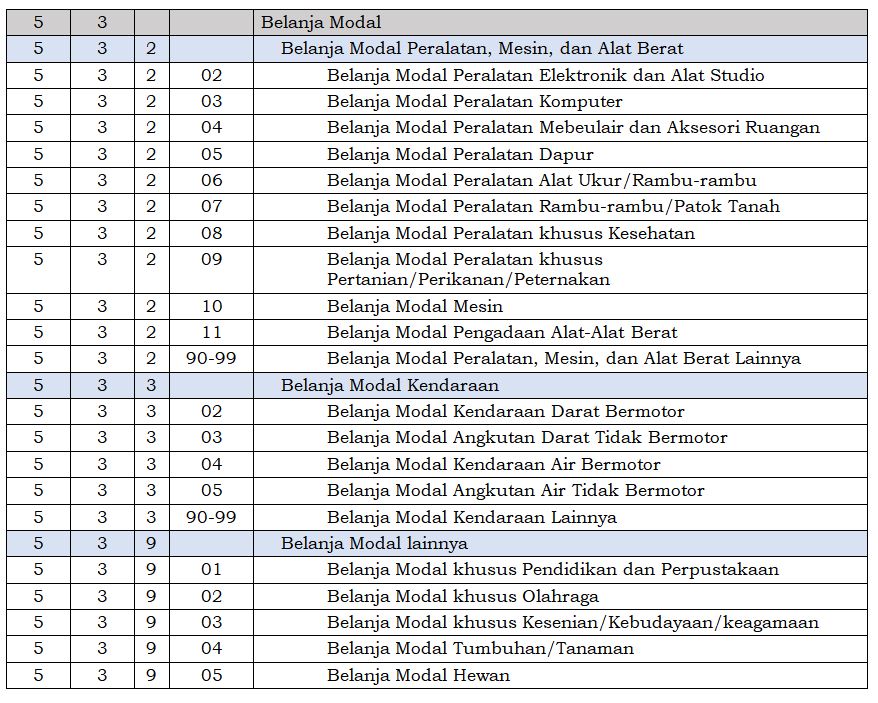 5 3 Belanja Modal
5 3 2 Belanja Modal Peralatan, Mesin, dan Alat Berat
5 3 2 02 Belanja Modal Peralatan Elektronik dan Alat Studio
5 3 2 03 Belanja Modal Peralatan Komputer
5 3 2 04 Belanja Modal Peralatan Mebeulair dan Aksesori Ruangan
5 3 2 05 Belanja Modal Peralatan Dapur
5 3 2 06 Belanja Modal Peralatan Alat Ukur/Rambu-rambu
5 3 2 07 Belanja Modal Peralatan Rambu-rambu/Patok Tanah
5 3 2 08 Belanja Modal Peralatan khusus Kesehatan
5 3 2 09 Belanja Modal Peralatan khusus
Pertanian/Perikanan/Peternakan
5 3 2 10 Belanja Modal Mesin
5 3 2 11 Belanja Modal Pengadaan Alat-Alat Berat
5 3 2 90-99 Belanja Modal Peralatan, Mesin, dan Alat Berat Lainnya
5 3 3 Belanja Modal Kendaraan
5 3 3 02 Belanja Modal Kendaraan Darat Bermotor
5 3 3 03 Belanja Modal Angkutan Darat Tidak Bermotor
5 3 3 04 Belanja Modal Kendaraan Air Bermotor
5 3 3 05 Belanja Modal Angkutan Air Tidak Bermotor
5 3 3 90-99 Belanja Modal Kendaraan Lainnya
5 3 9 Belanja Modal lainnya
5 3 9 01 Belanja Modal khusus Pendidikan dan Perpustakaan
5 3 9 02 Belanja Modal khusus Olahraga
5 3 9 03 Belanja Modal khusus Kesenian/Kebudayaan/keagamaan
5 3 9 04 Belanja Modal Tumbuhan/Tanaman
5 3 9 05 Belanja Modal Hewan